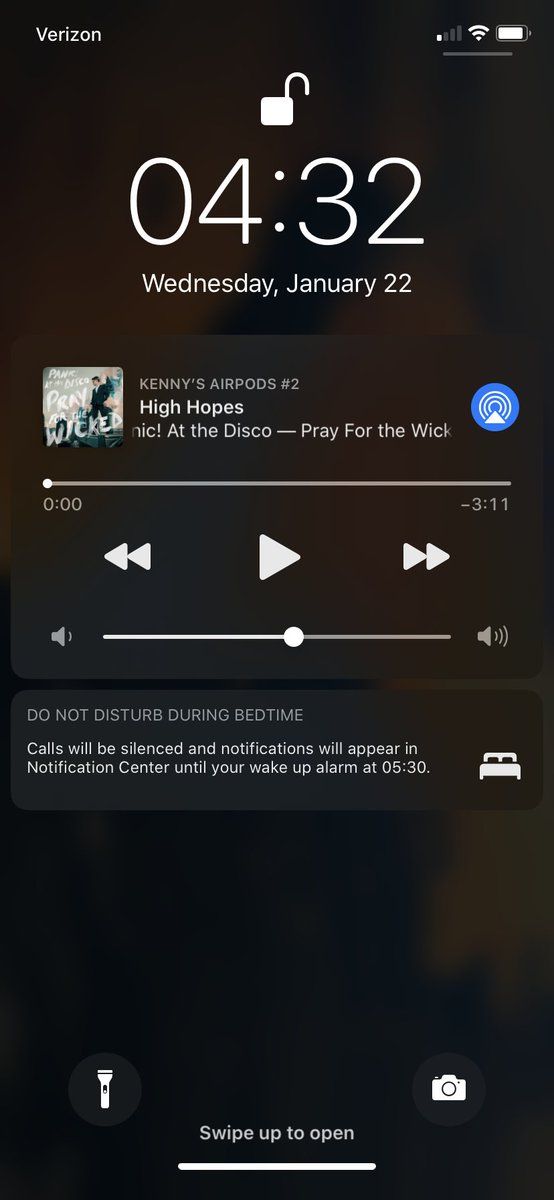 Verizon
04:32
Wednesday, January 22
PANIC!
AT THE DISCO
PRAY
FOR THE
WICKED
KENNY'S AIRPODS #2
High Hopes
nic! At the Disco — Pray For the Wick
0:00
−3:11
DO NOT DISTURB DURING BEDTIME
Calls will be silenced and notifications will appear in
Notification Center until your wake up alarm at 05:30.
Swipe up to open